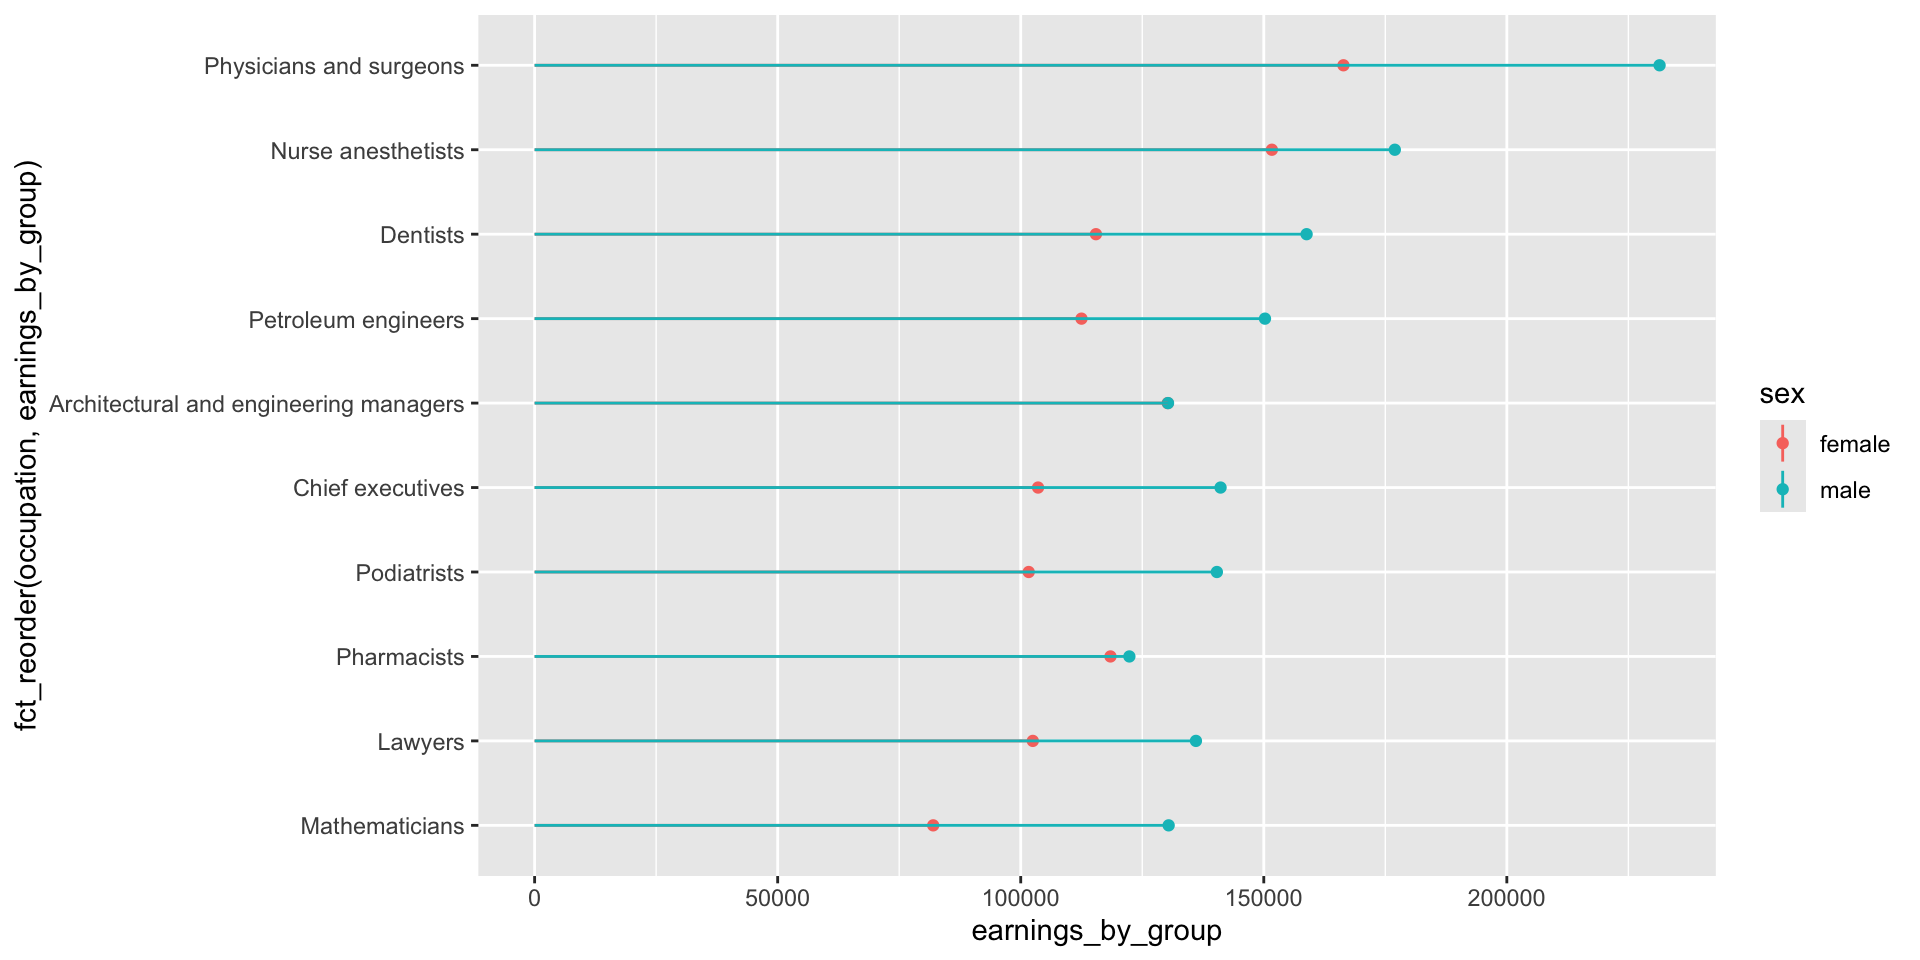 fct_reorder(occupation, earnings_by_group)
Physicians and surgeons
Nurse anesthetists
Dentists
Petroleum engineers
Architectural and engineering managers
Chief executives
Podiatrists
Pharmacists
Lawyers
Mathematicians
0
50000
100000
150000
200000
earnings_by_group
sex
female
male